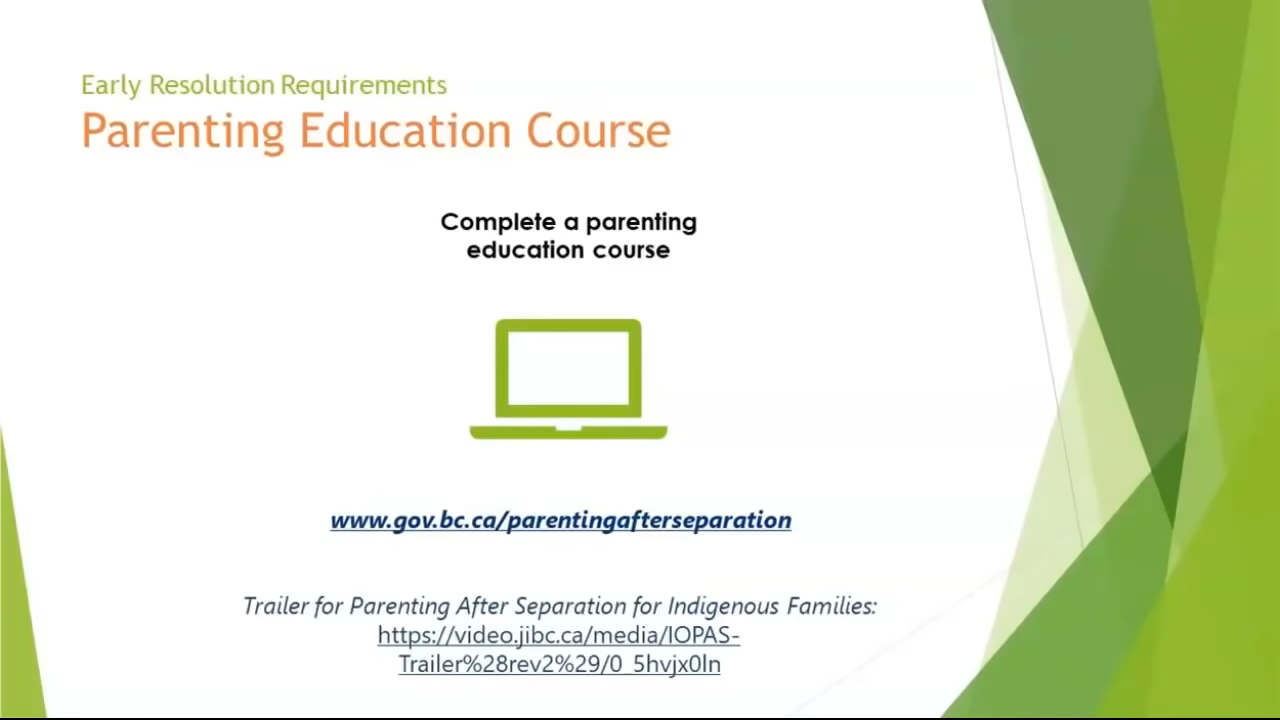 Early Resolution Requirements
Parenting Education Course
Complete a parenting
education course
www.gov.bc.ca/parentingafterseparation
Trailer for Parenting After Separation for Indigenous Families:
https://video.jibc.ca/media/IOPAS-
Trailer%28rev2%29/0_5hvjx0ln